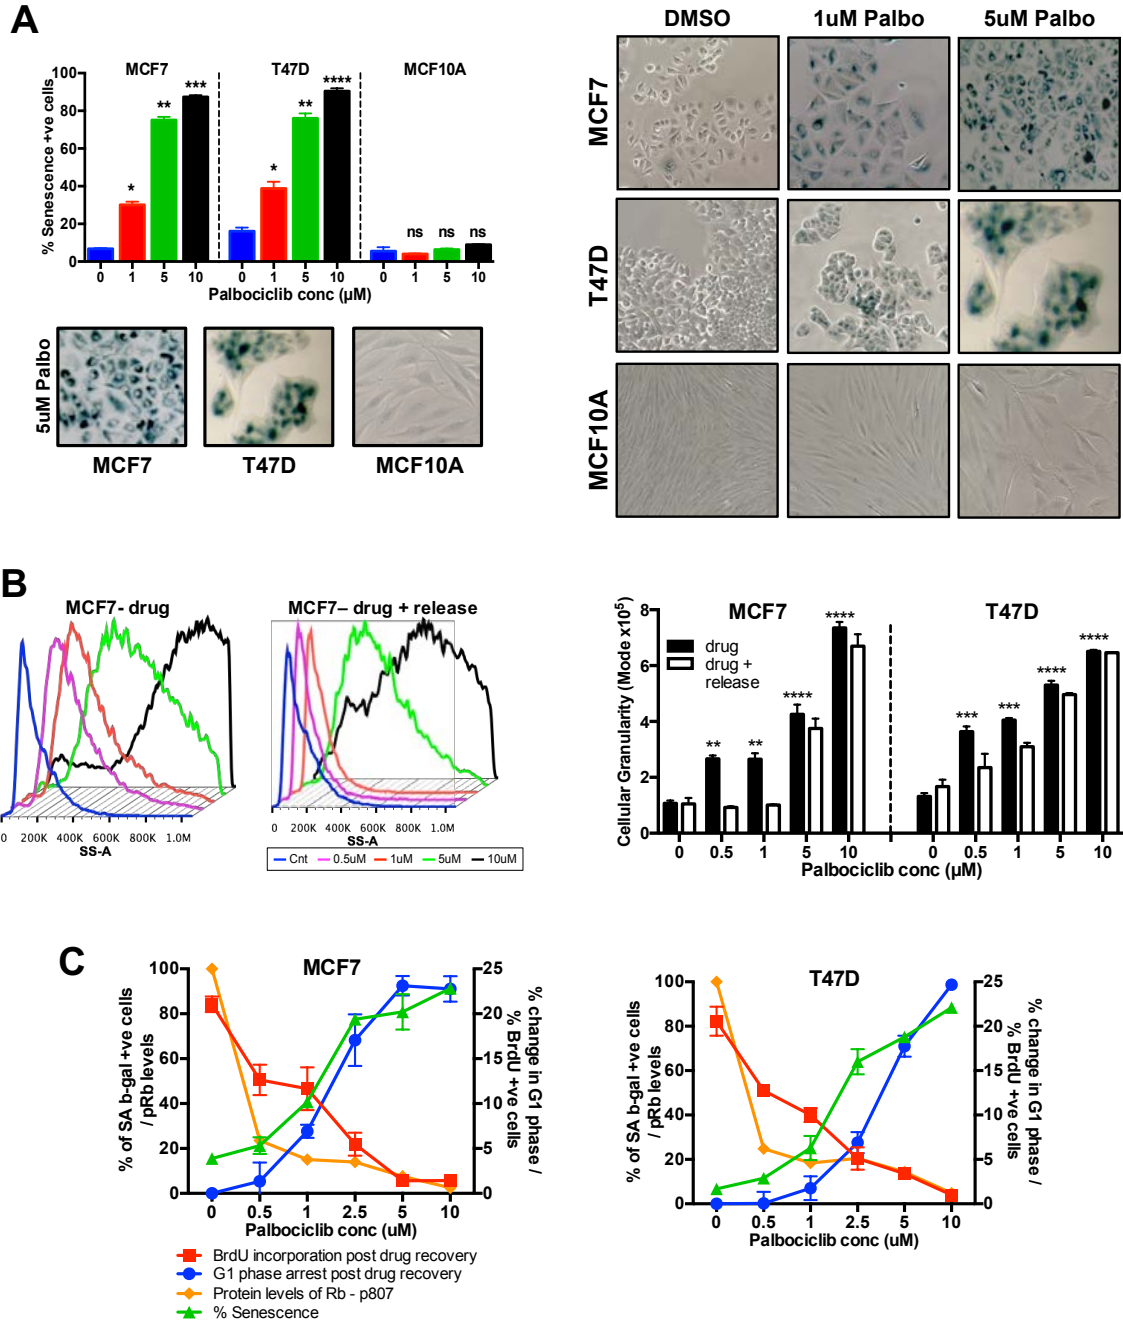 A
MCF7 T47D MCF10A
% Senescence +ve cells
100
80
60
40
20
0
* ** *** * ** **** ns ns ns
0 1 5 10 0 1 5 10 0 1 5 10
Palbociclib conc (µM)
5uM Palbo
MCF7 T47D MCF10A
DMSO 1uM Palbo 5uM Palbo
MCF7
T47D
MCF10A
B
MCF7- drug
0 200K 400K 600K 800K 1.0M
SS-A
MCF7– drug + release
0 200K 400K 600K 800K 1.0M
SS-A
Cnt 0.5uM 1uM 5uM 10uM
Cellular Granularity (Mode x10⁵)
8
6
4
2
0
MCF7 T47D
drug
drug +
release
** ** **** **** *** *** **** ****
0 0.5 1 5 10 0 0.5 1 5 10
Palbociclib conc (µM)
C
MCF7
% of SA b-gal +ve cells
/ pRb levels
100
80
60
40
20
0
25
20
15
10
5
0
% change in G1 phase /
% BrdU +ve cells
0 0.5 1 2.5 5 10
Palbociclib conc (uM)
T47D
% of SA b-gal +ve cells
/ pRb levels
100
80
60
40
20
0
25
20
15
10
5
0
% change in G1 phase /
% BrdU +ve cells
0 0.5 1 2.5 5 10
Palbociclib conc (uM)
BrdU incorporation post drug recovery
G1 phase arrest post drug recovery
Protein levels of Rb - p807
% Senescence